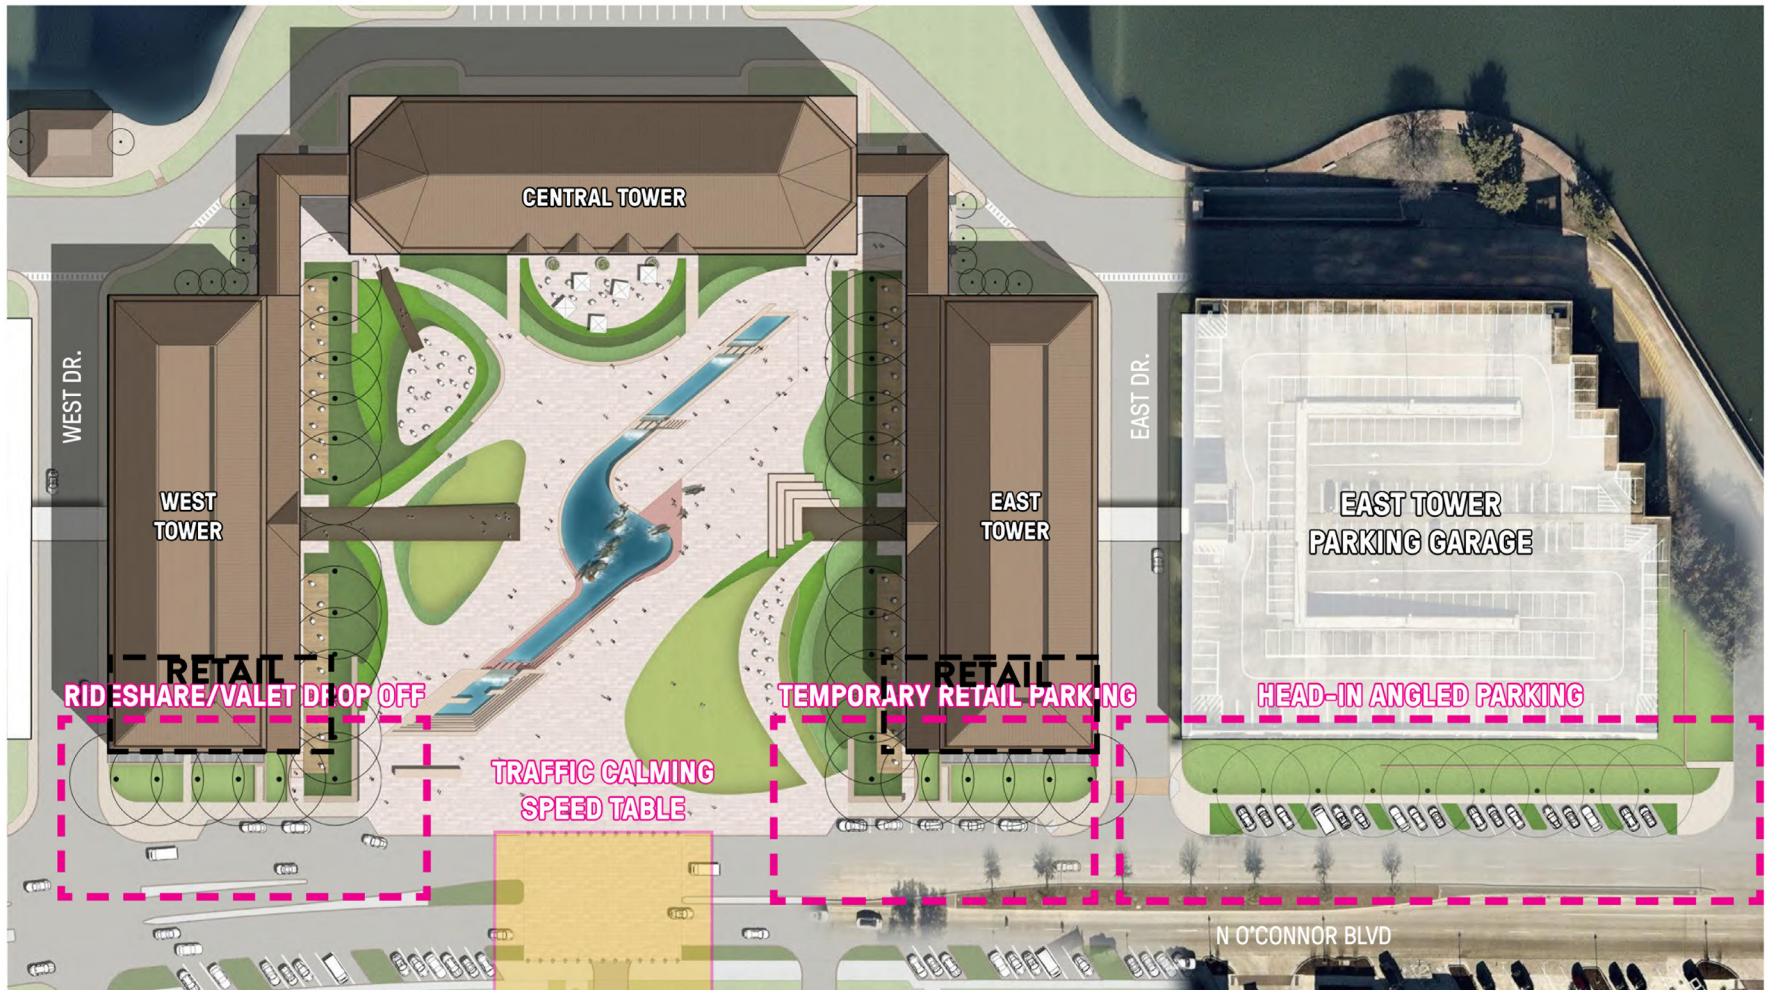 CENTRAL TOWER
WEST DR.
EAST DR.
WEST
TOWER
EAST
TOWER
EAST TOWER
PARKING GARAGE
RETAIL
RETAIL
RIDESHARE/VALET DROP OFF
TEMPORARY RETAIL PARKING
HEAD-IN ANGLED PARKING
TRAFFIC CALMING
SPEED TABLE
N O'CONNOR BLVD